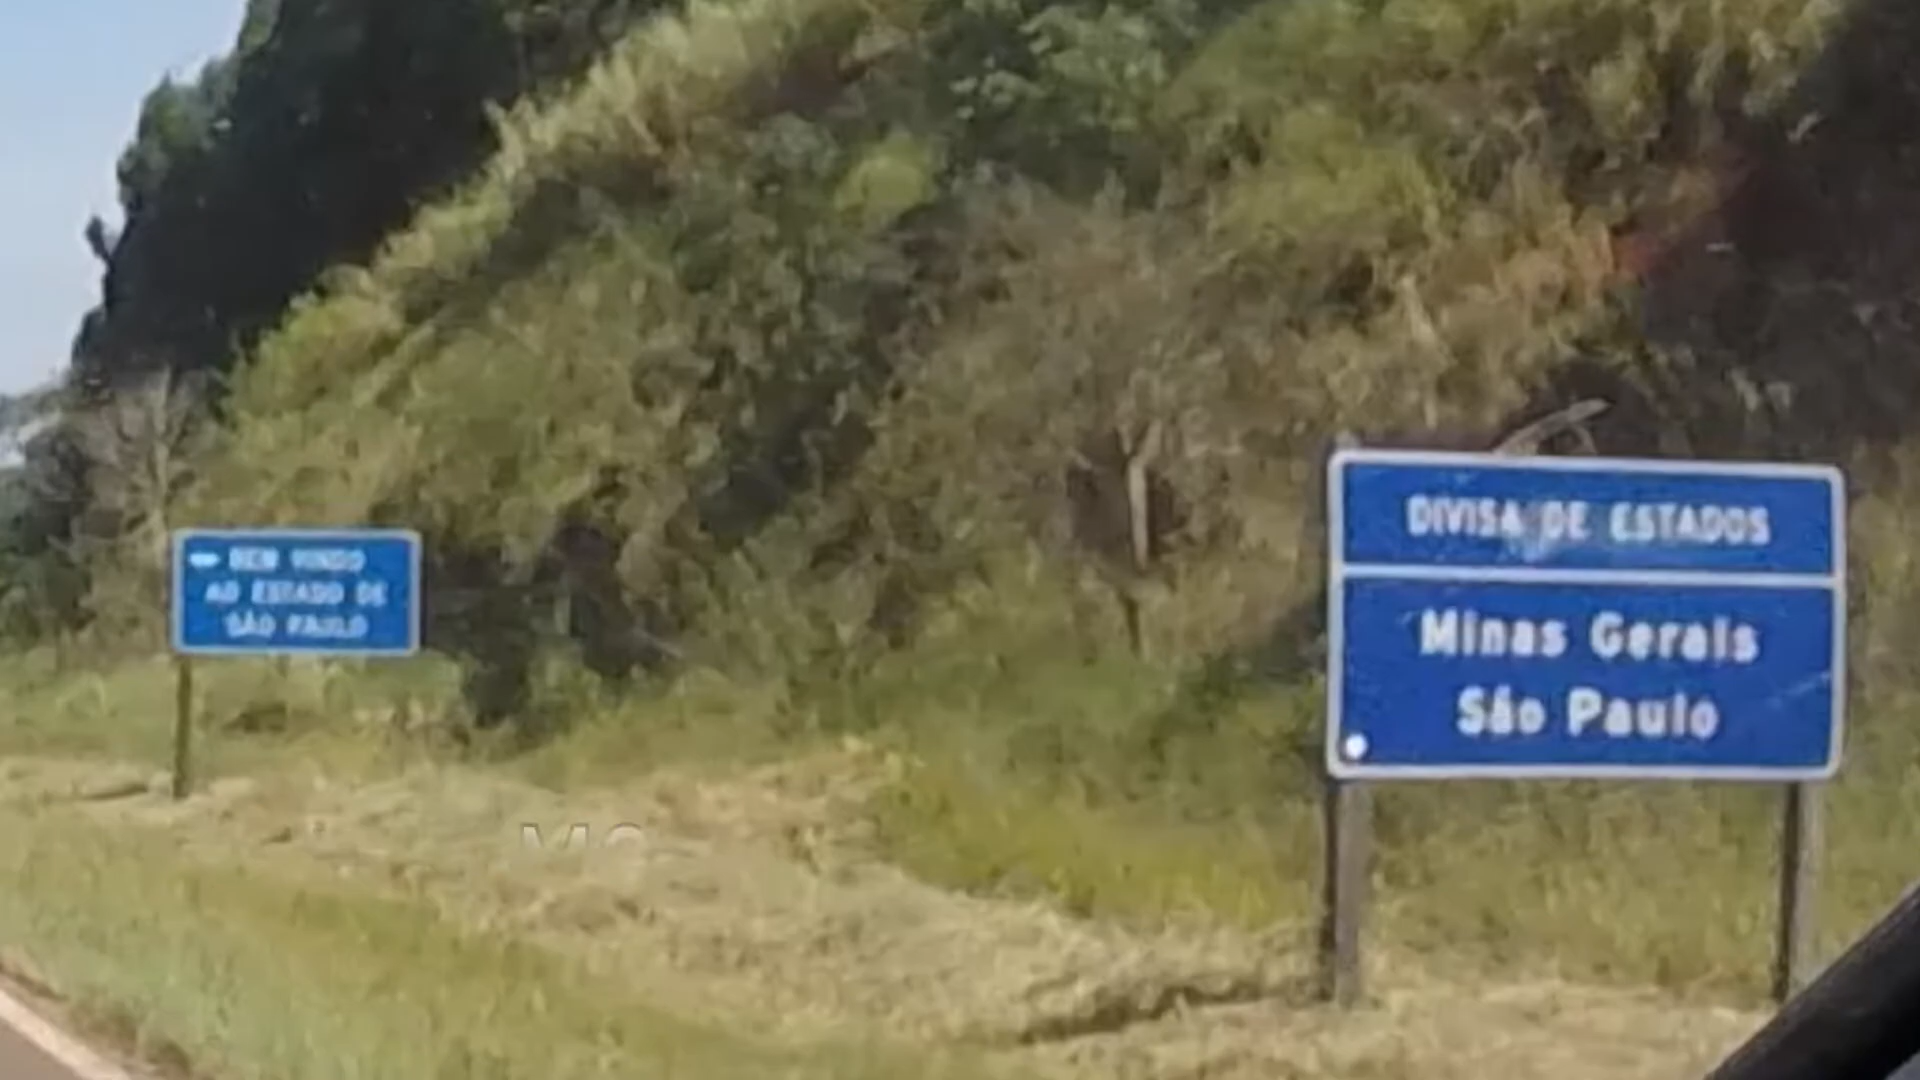 BEM VINDO
AO ESTADO DE
SÃO PAULO
DIVISA DE ESTADOS
Minas Gerais
São Paulo